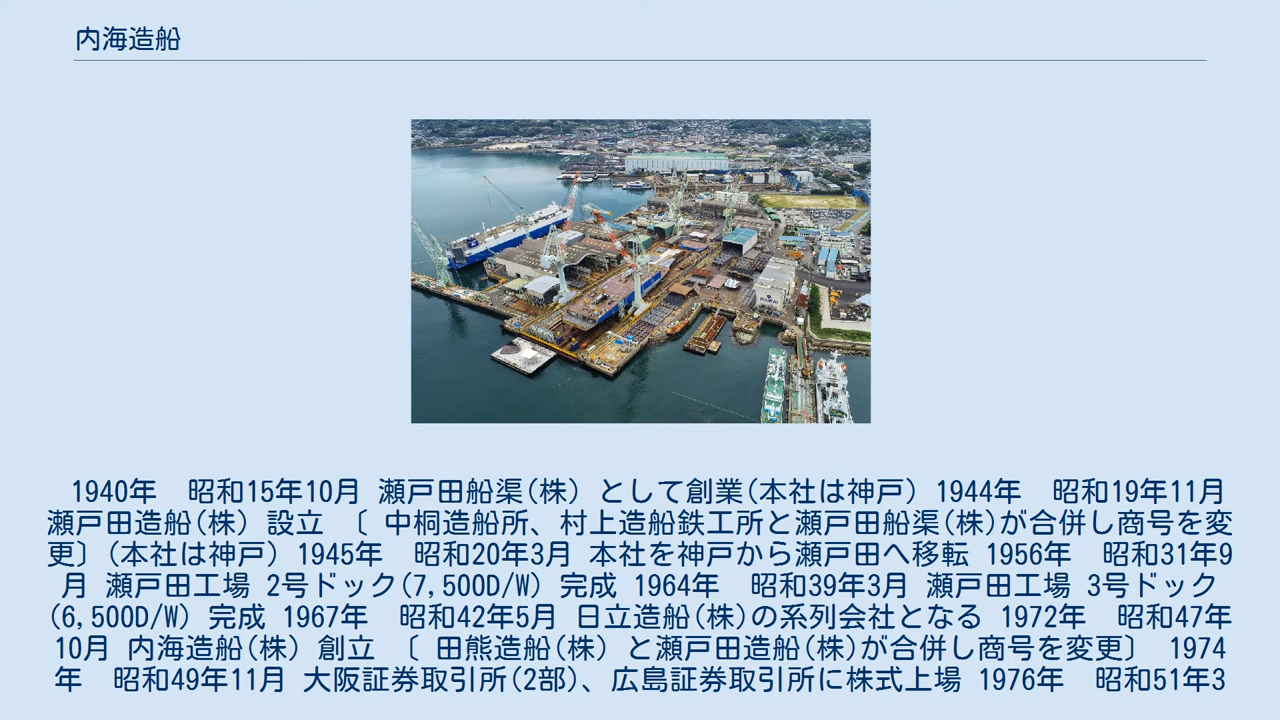 内海造船
1940年　昭和15年10月 瀬戸田船渠(株) として創業(本社は神戸) 1944年　昭和19年11月
瀬戸田造船(株) 設立 〔 中桐造船所、村上造船鉄工所と瀬戸田船渠(株)が合併し商号を変
更〕(本社は神戸) 1945年　昭和20年3月 本社を神戸から瀬戸田へ移転 1956年　昭和31年9
月 瀬戸田工場 2号ドック(7,500D/W) 完成 1964年　昭和39年3月 瀬戸田工場 3号ドック
(6,500D/W) 完成 1967年　昭和42年5月 日立造船(株)の系列会社となる 1972年　昭和47年
10月 内海造船(株) 創立 〔 田熊造船(株) と瀬戸田造船(株)が合併し商号を変更〕 1974
年　昭和49年11月 大阪証券取引所(2部)、広島証券取引所に株式上場 1976年　昭和51年3